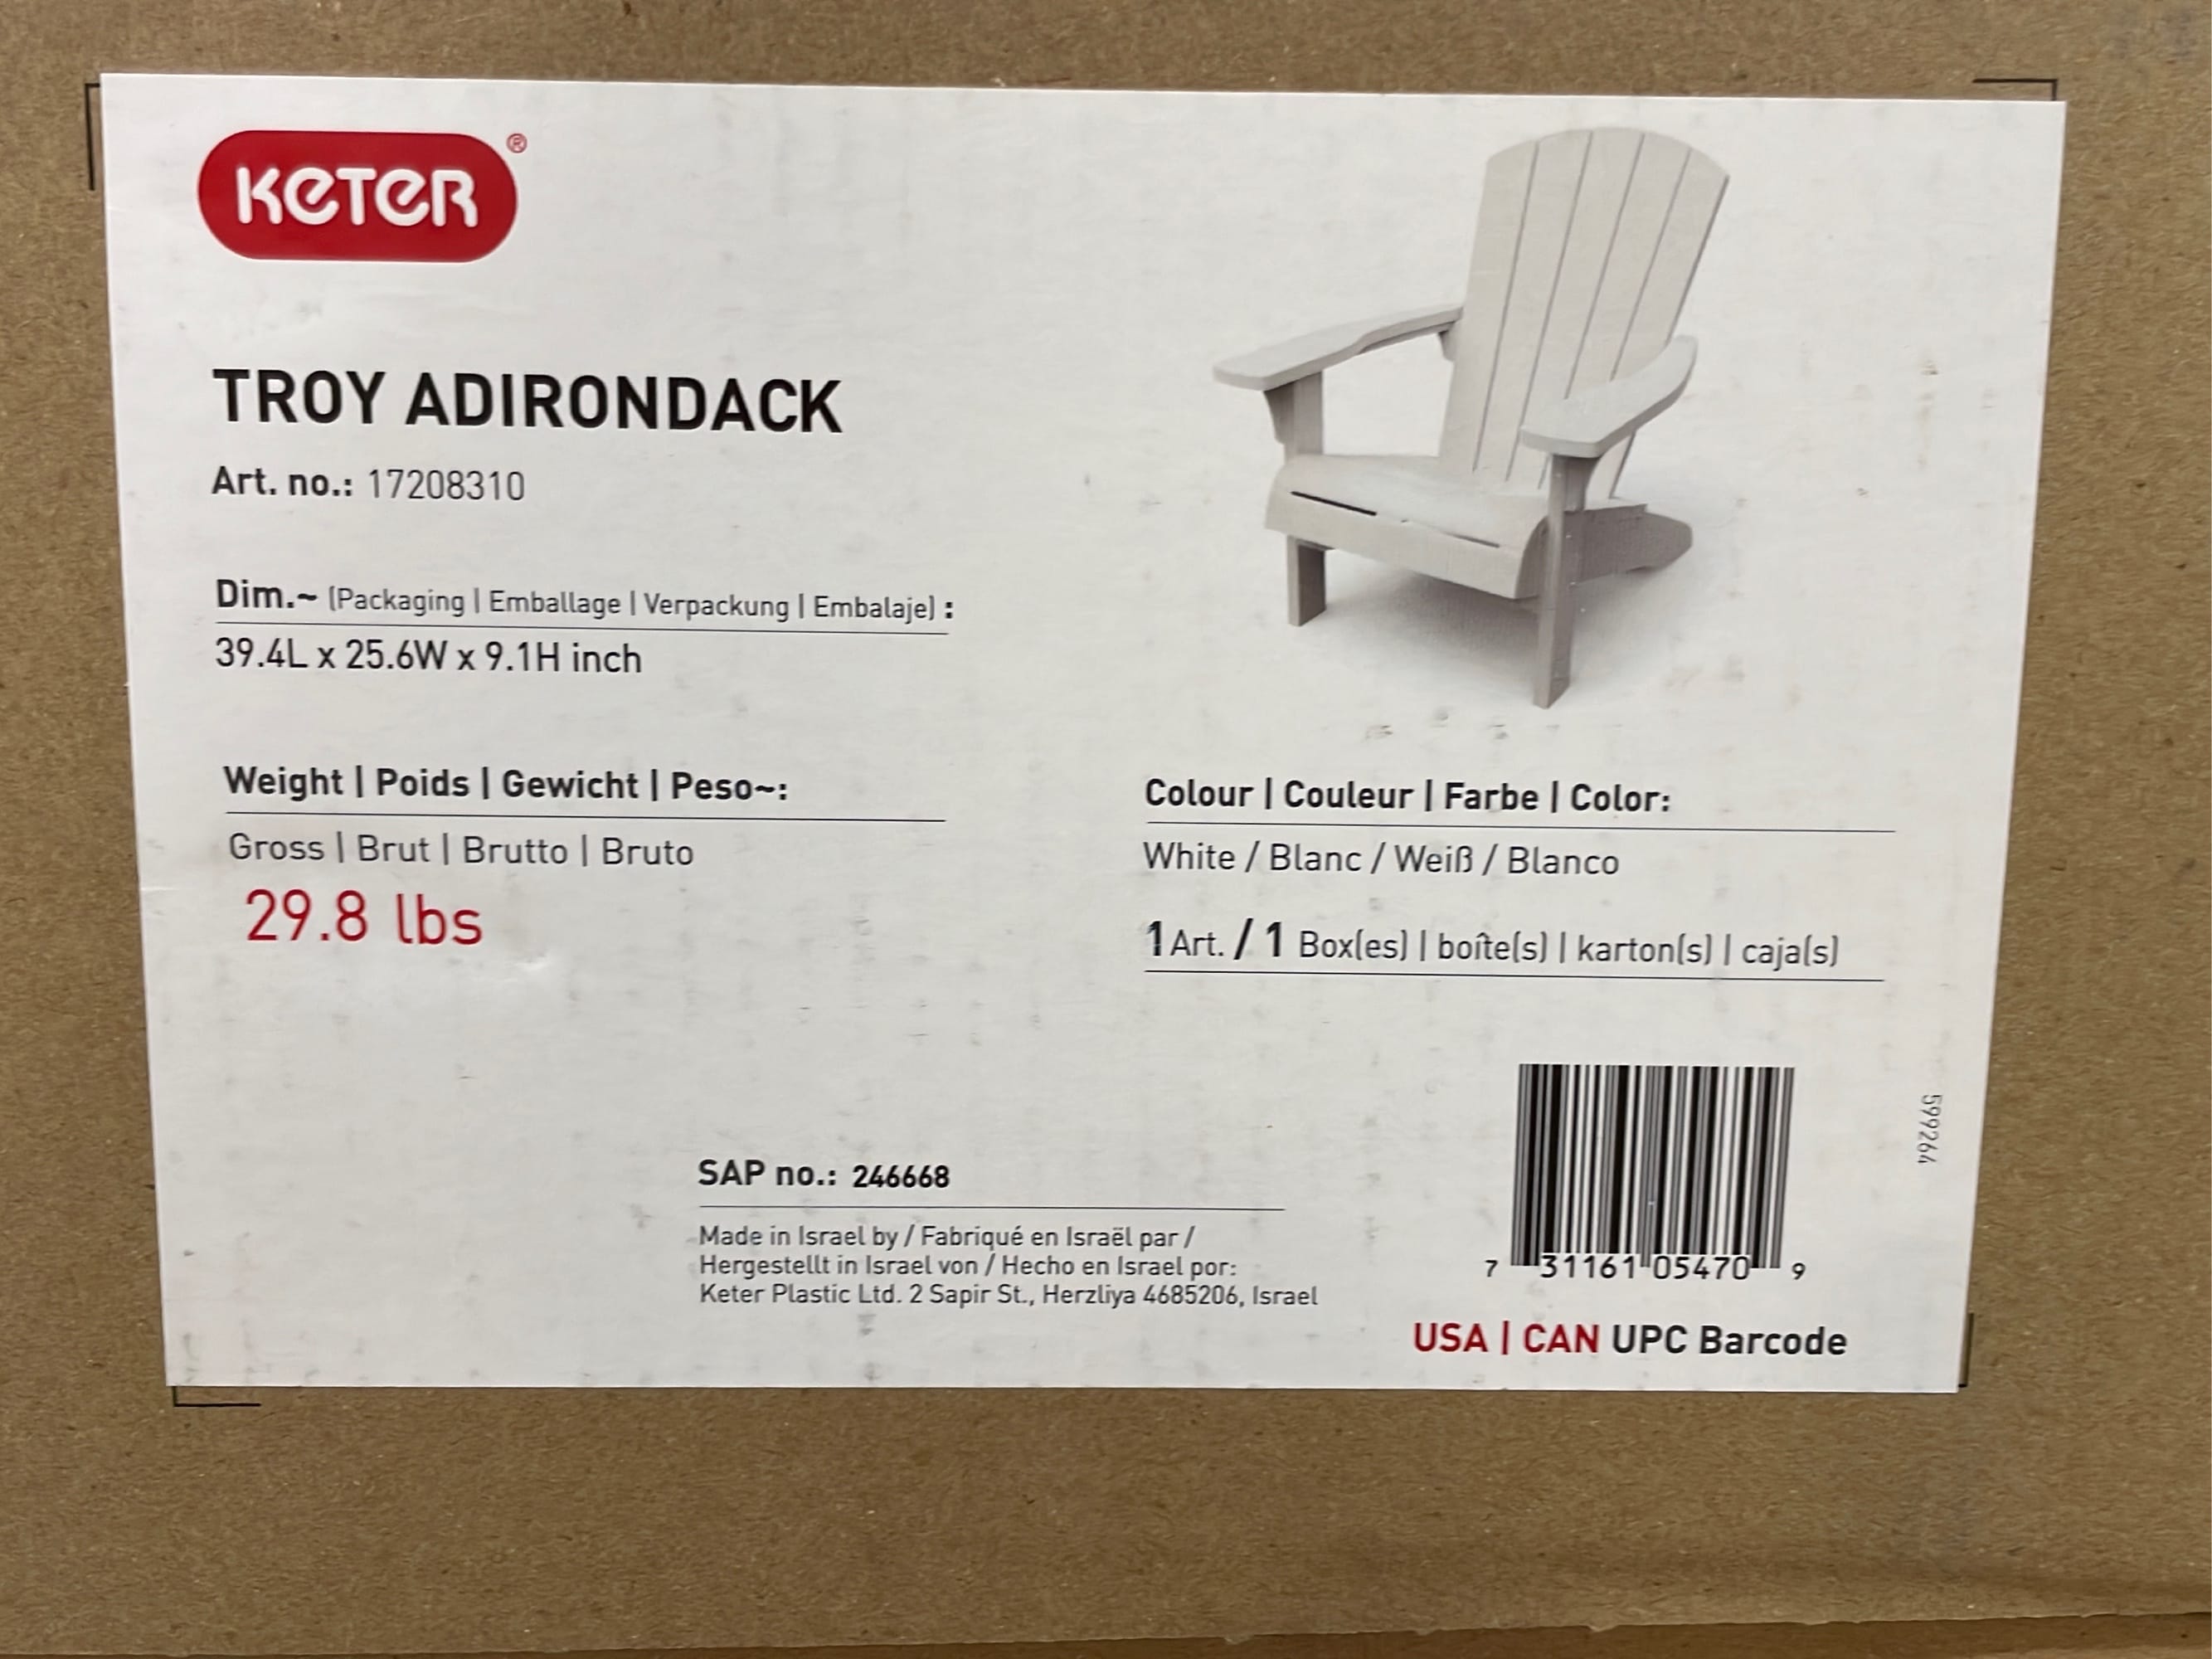 KETER®
TROY ADIRONDACK
Art. no.: 17208310
Dim.~ (Packaging | Emballage | Verpackung | Embalaje) :
39.4L x 25.6W x 9.1H inch
Weight | Poids | Gewicht | Peso~:
Gross | Brut | Brutto | Bruto
29.8 lbs
Colour | Couleur | Farbe | Color:
White / Blanc / Weiß / Blanco
1 Art. / 1 Box(es) | boîte(s) | karton(s) | caja(s)
SAP no.: 246668
Made in Israel by / Fabriqué en Israël par /
Hergestellt in Israel von / Hecho en Israel por:
Keter Plastic Ltd. 2 Sapir St., Herzliya 4685206, Israel
7 31161 05470 9
USA | CAN UPC Barcode
599264